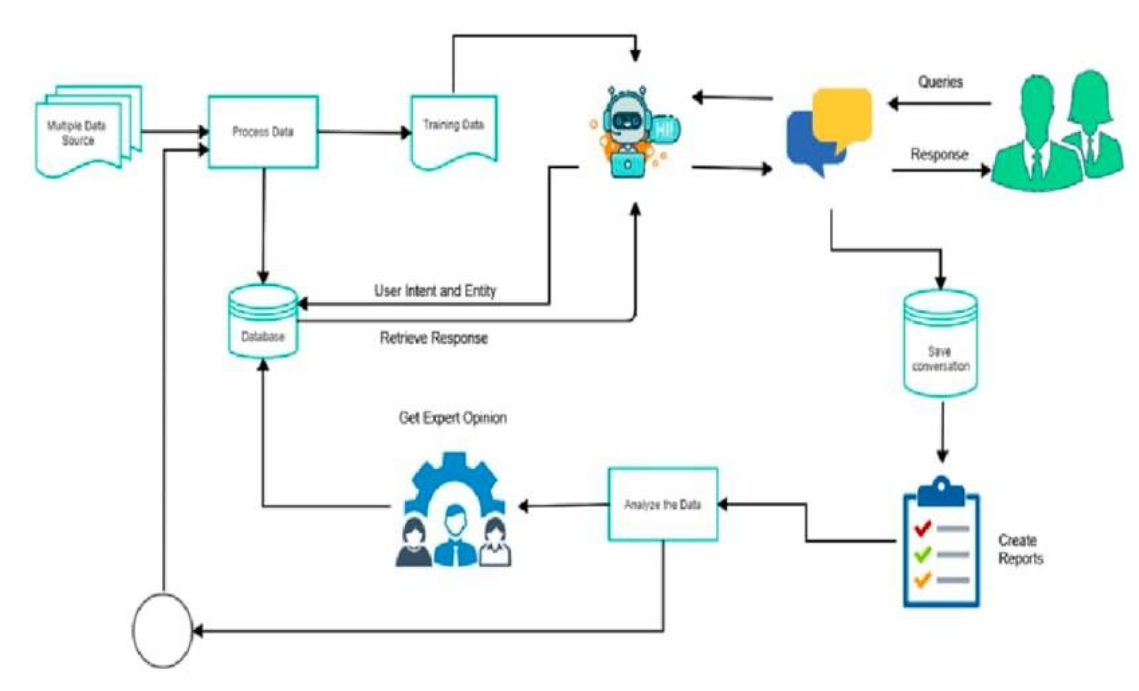 Multiple Data
Source
Process Data
Training Data
HI!
Queries
Response
User Intent and Entity
Database
Retrieve Response
Save
conversation
Get Expert Opinion
Analyze the Data
Create
Reports